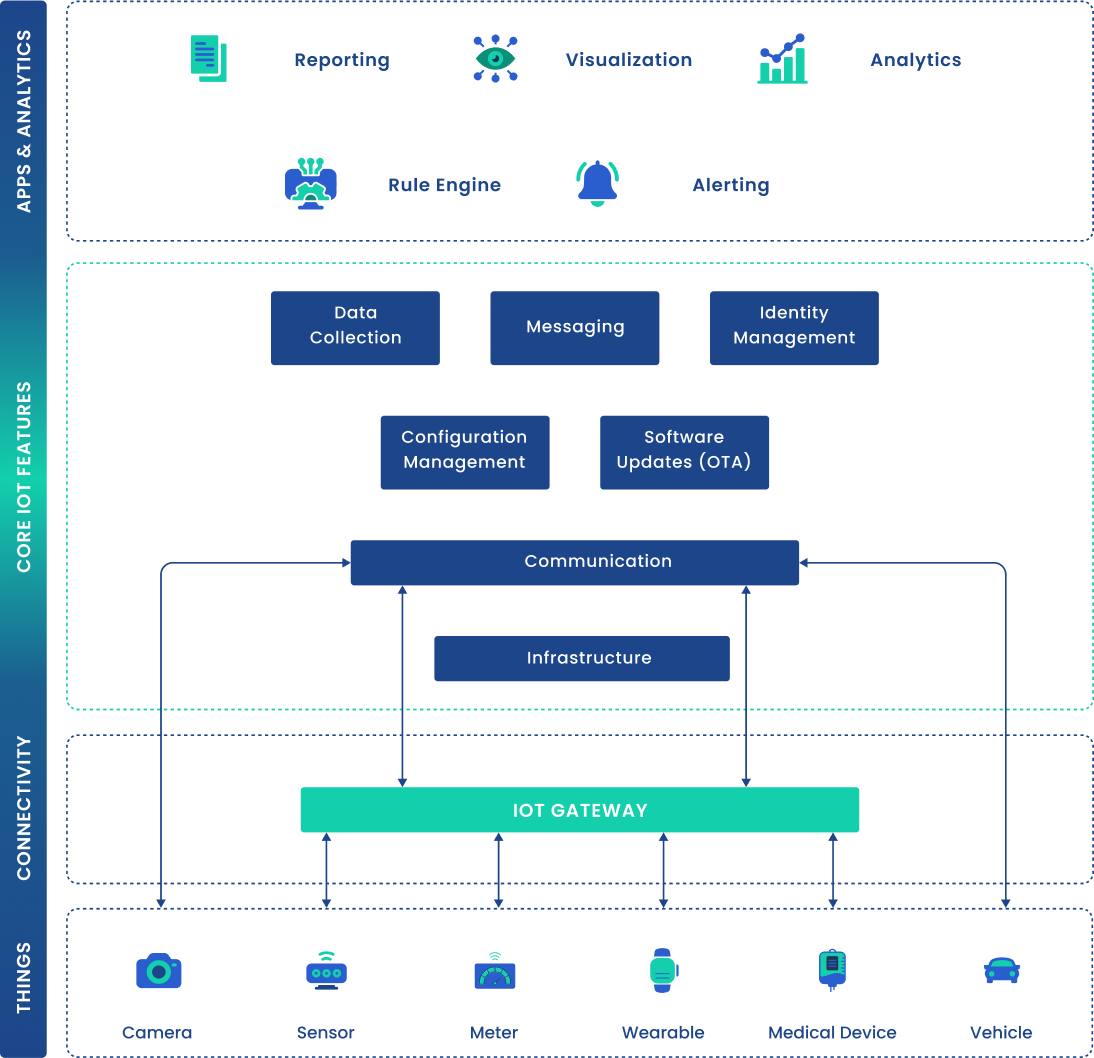 APPS & ANALYTICS
Reporting
Visualization
Analytics
Rule Engine
Alerting
CORE IOT FEATURES
Data
Collection
Messaging
Identity
Management
Configuration
Management
Software
Updates (OTA)
Communication
Infrastructure
CONNECTIVITY
IOT GATEWAY
THINGS
Camera
Sensor
Meter
Wearable
Medical Device
Vehicle